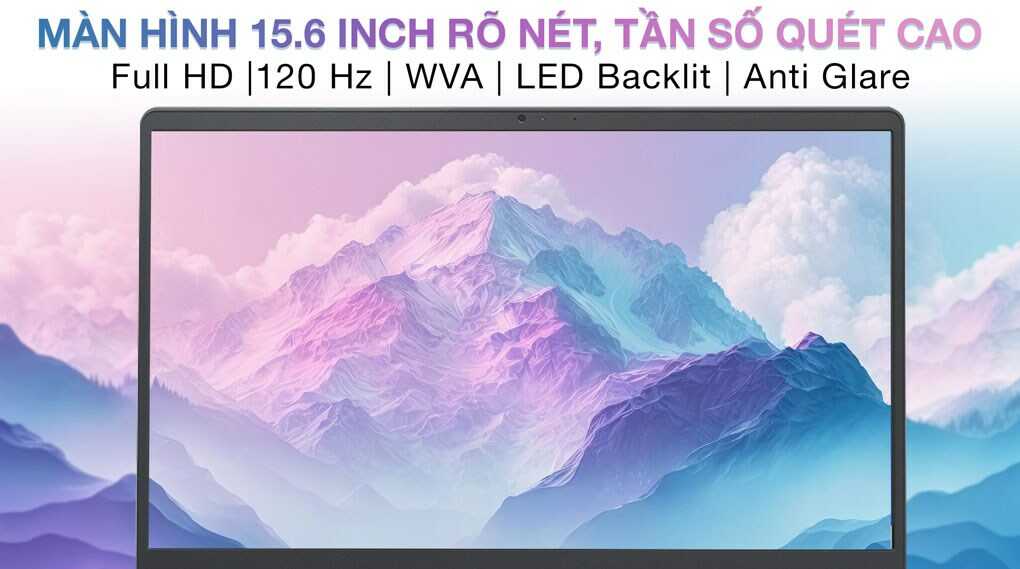 MÀN HÌNH 15.6 INCH RÕ NÉT, TẦN SỐ QUÉT CAO
Full HD |120 Hz | WVA | LED Backlit | Anti Glare